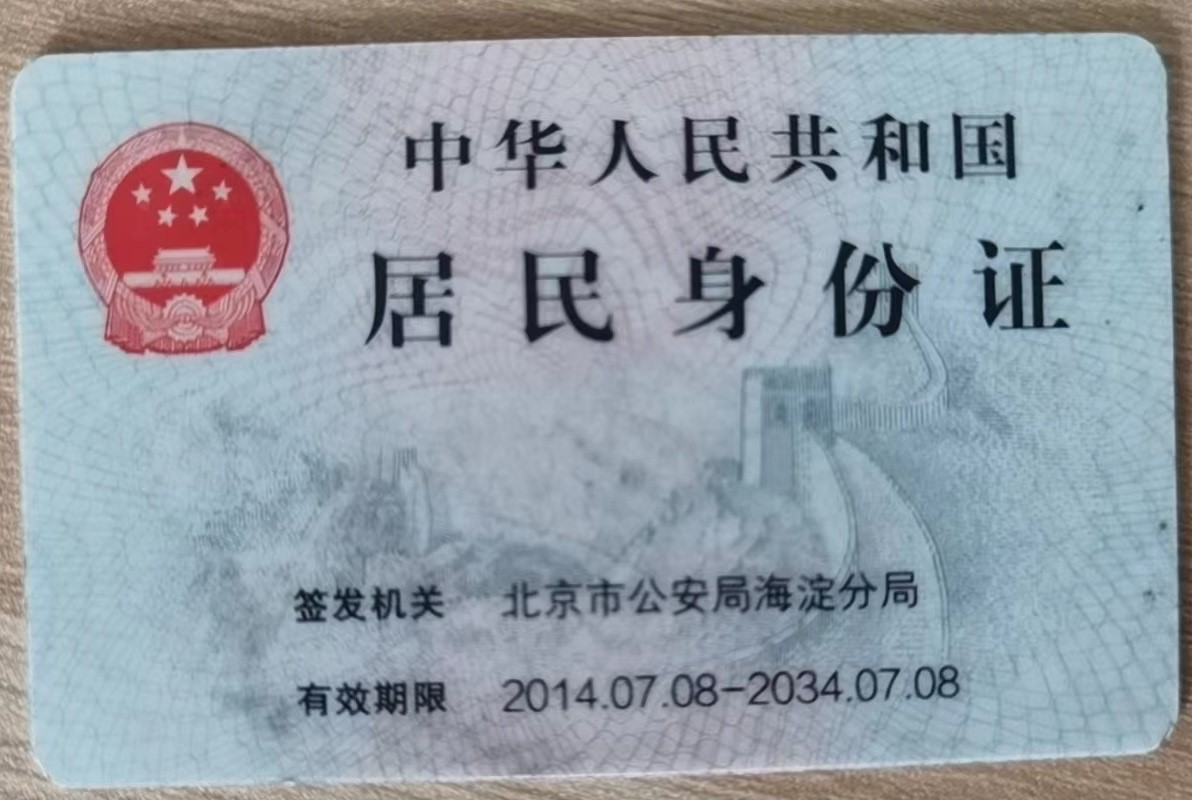 中华人民共和国
居民身份证
签发机关 北京市公安局海淀分局
有效期限 2014.07.08-2034.07.08